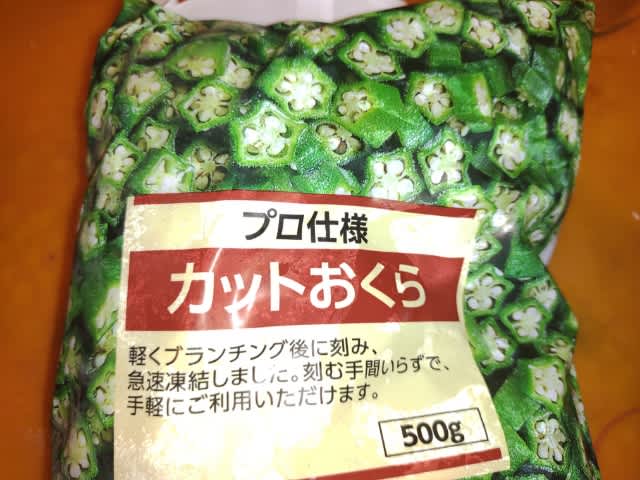 プロ仕様
カットおくら
軽くブランチング後に刻み、
急速凍結しました。刻む手間いらずで、
手軽にご利用いただけます。
500g